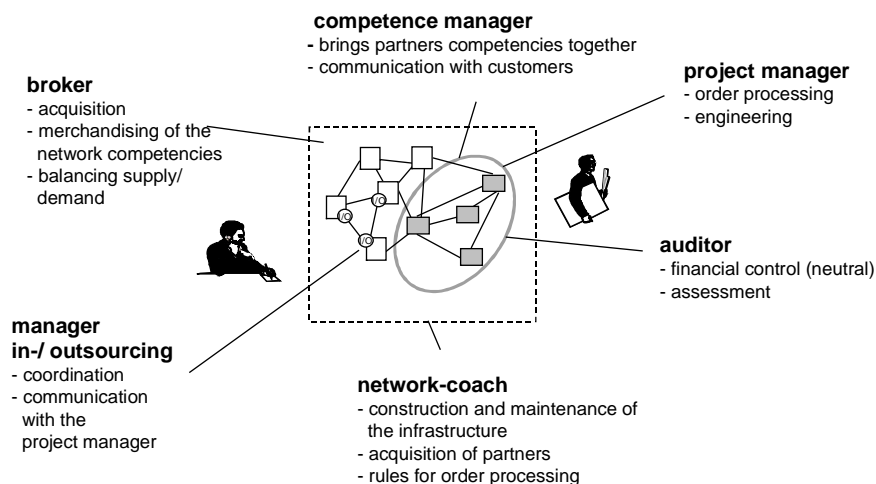 competence manager
- brings partners competencies together
- communication with customers
broker
- acquisition
- merchandising of the
network competencies
- balancing supply/
demand
project manager
- order processing
- engineering
I/O
I/O
I/O
auditor
- financial control (neutral)
- assessment
manager
in-/ outsourcing
- coordination
- communication
with the
project manager
network-coach
- construction and maintenance of
the infrastructure
- acquisition of partners
- rules for order processing